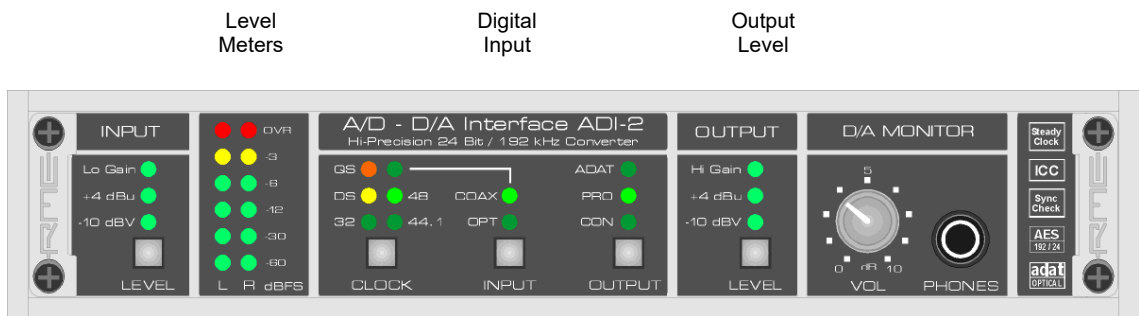 Level Meters
Digital Input
Output Level
INPUT
Lo Gain
+4 dBu
-10 dBV
LEVEL
OVR
-3
-6
-12
-30
-60
L R dBFS
A/D - D/A Interface ADI-2
Hi-Precision 24 Bit / 192 kHz Converter
QS
DS 48
32 44.1
CLOCK
COAX
OPT
INPUT
ADAT
PRO
CON
OUTPUT
OUTPUT
Hi Gain
+4 dBu
-10 dBV
LEVEL
D/A MONITOR
5
0 dB 10
VOL
PHONES
Steady Clock
ICC
Sync Check
AES
192 / 24
adat
OPTICAL
RME
RME